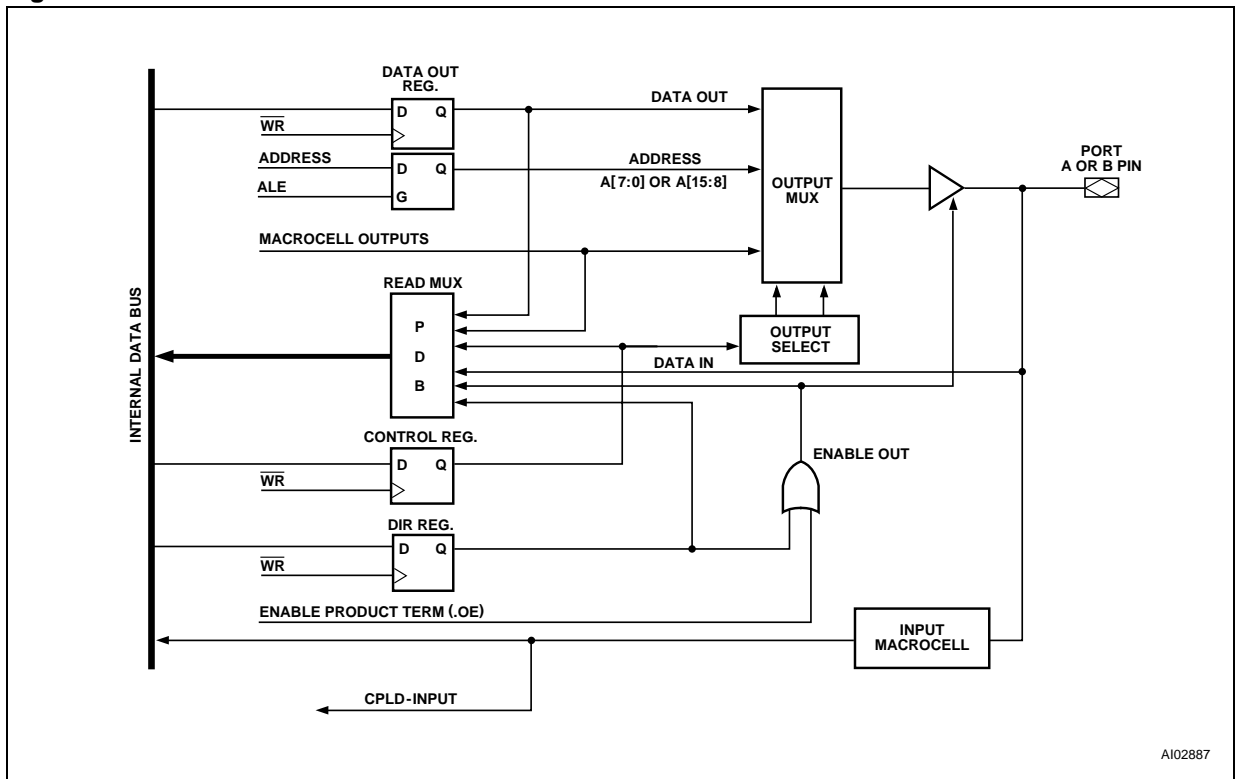 DATA OUT
REG.
D Q
WR
DATA OUT
ADDRESS
D Q
ALE
G
ADDRESS
A[7:0] OR A[15:8]
OUTPUT
MUX
PORT
A OR B PIN
MACROCELL OUTPUTS
READ MUX
P
D
B
OUTPUT
SELECT
DATA IN
INTERNAL DATA BUS
CONTROL REG.
D Q
WR
ENABLE OUT
DIR REG.
D Q
WR
ENABLE PRODUCT TERM (.OE)
INPUT
MACROCELL
CPLD-INPUT
AI02887